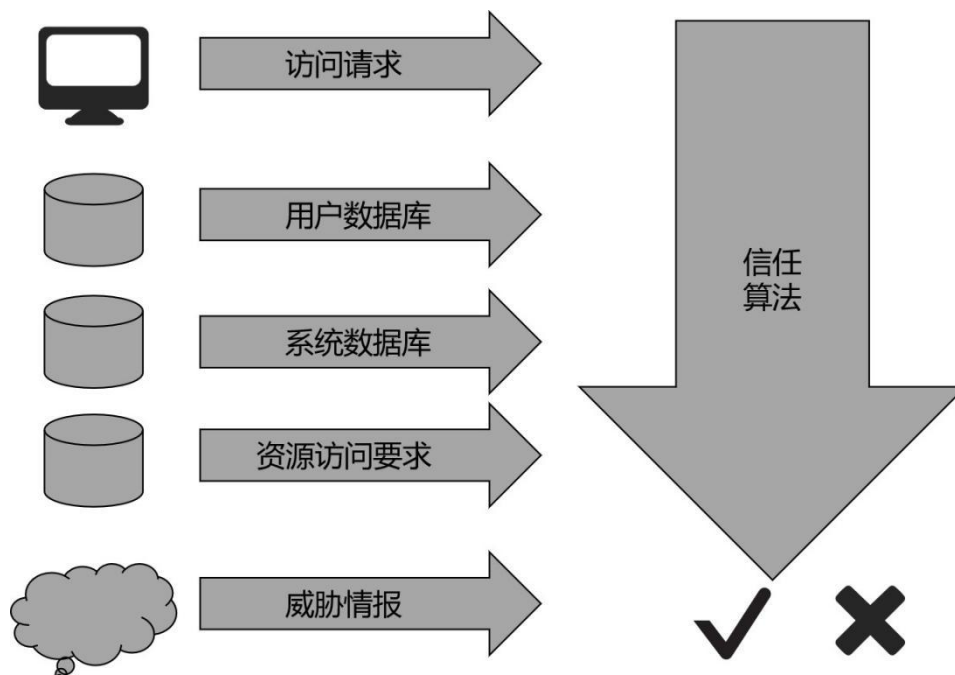 访问请求
用户数据库
系统数据库
资源访问要求
威胁情报
信任
算法